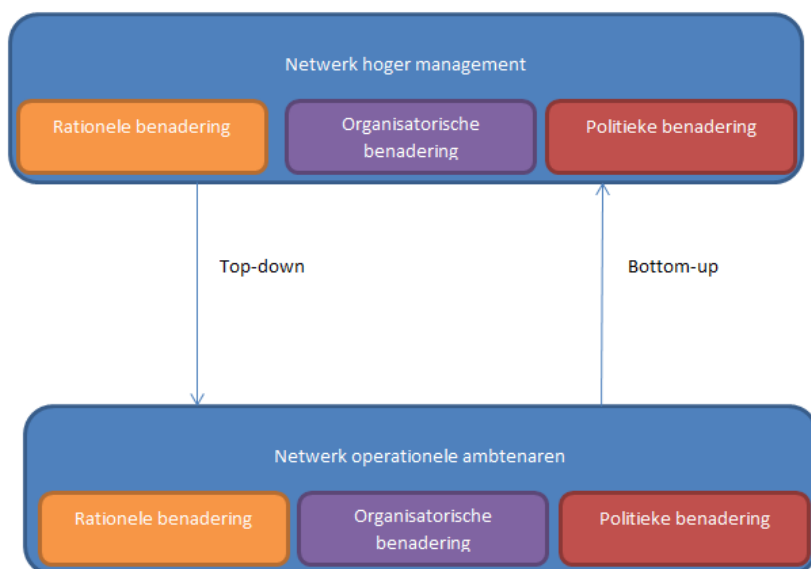 Netwerk hoger management
Rationele benadering
Organisatorische
benadering
Politieke benadering
Top-down
Bottom-up
Netwerk operationele ambtenaren
Rationele benadering
Organisatorische
benadering
Politieke benadering